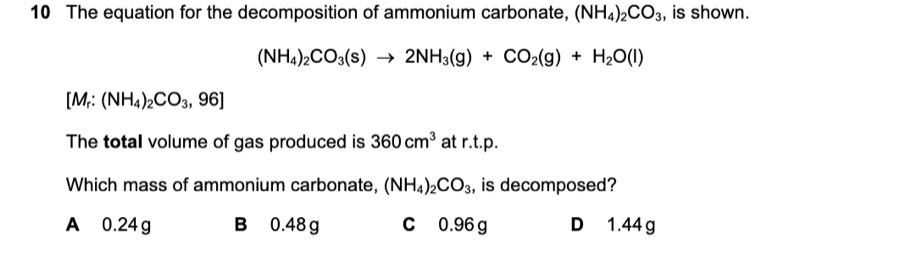 10 The equation for the decomposition of ammonium carbonate, (NH₄)₂CO₃, is shown.
(NH₄)₂CO₃(s) → 2NH₃(g) + CO₂(g) + H₂O(l)
[Mᵣ: (NH₄)₂CO₃, 96]
The total volume of gas produced is 360 cm³ at r.t.p.
Which mass of ammonium carbonate, (NH₄)₂CO₃, is decomposed?
A 0.24 g B 0.48 g C 0.96 g D 1.44 g